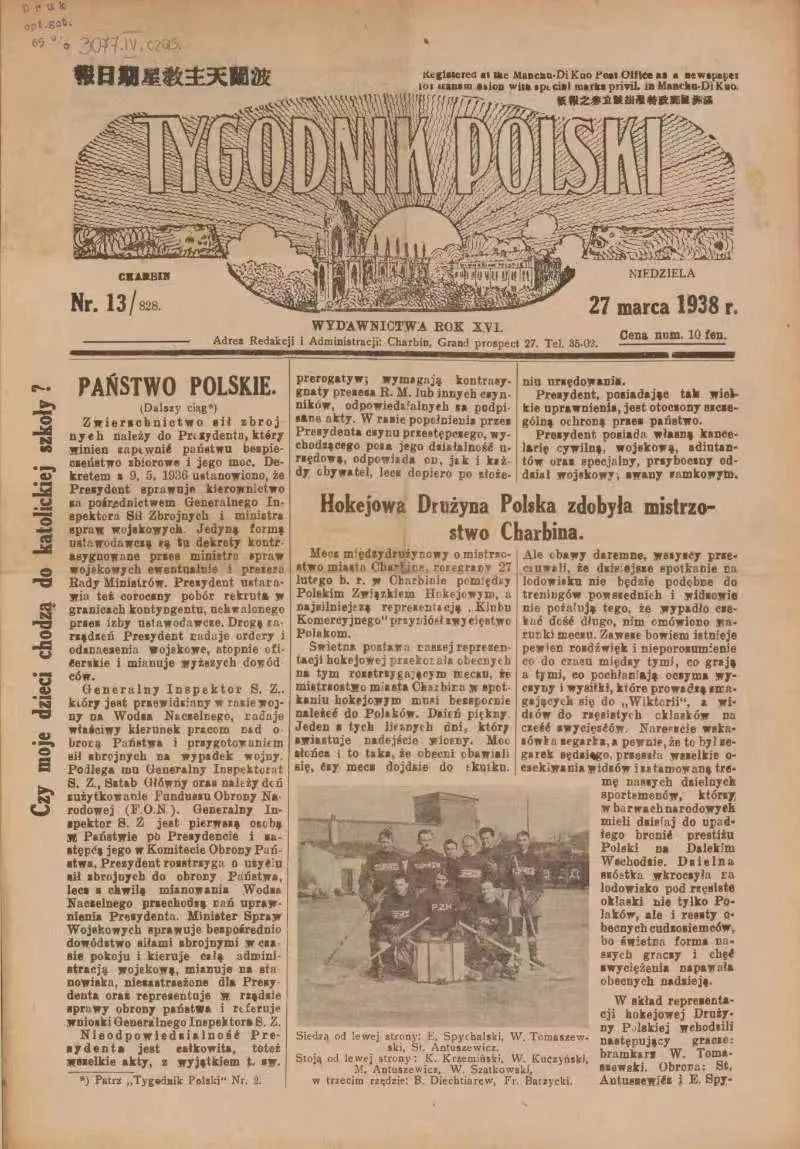 Druk
opł. got.
65 % 3077.IV. czas.
報日期星教主天闌波
Registered at the Manchu-Di Kuo Post Office as a newspaper
for transm ssion with special marks privil. in Manchu-Di Kuo.
TYGODNIK POLSKI
CHARBIN
NIEDZIELA
Nr. 13/828.
27 marca 1938 r.
WYDAWNICTWA ROK XVI.
Adres Redakcji i Administracji: Charbin, Grand prospect 27. Tel. 35-02.
Cena num. 10 fen.
Czy moje dzieci chodzą do katolickiej szkoły ?
PAŃSTWO POLSKIE.
(Dalszy ciąg*)
Zwierzchnictwo sił zbroj
nych należy do Prezydenta, który
winien zapewnić państwu bezpie-
czeństwo zbiorowe i jego moc. De-
kretem z 9, 5, 1936 ustanowiono, że
Prezydent sprawuje kierownictwo
za pośrednictwem Generalnego In-
spektora Sił Zbrojnych i ministra
spraw wojskowych. Jedyną formą
ustawodawczą są tu dekrety kontr-
asygnowane przez ministra spraw
wojskowych ewentualnie i prezesa
Rady Ministrów. Prezydent ustana-
wia też coroczny pobór rekruta w
granicach kontyngentu, uchwalonego
przez izby ustawodawcze. Drogą za-
rządzeń Prezydent nadaje ordery i
odznaczenia wojskowe, stopnie ofi-
cerskie i mianuje wyższych dowód
ców.
Generalny Inspektor S. Z.,
który jest przewidziany w razie woj-
ny na Wodza Naczelnego, nadaje
właściwy kierunek pracom nad o-
broną Państwa i przygotowaniem
sił zbrojnych na wypadek wojny.
Podlega mu Generalny Inspektorat
S. Z., Sztab Główny oraz należy doń
zużytkowanie Funduszu Obrony Na-
rodowej (F.O.N.). Generalny In-
spektor S. Z jest pierwszą osobą
w Państwie po Prezydencie i za-
stępcą jego w Komitecie Obrony Pań-
stwa, Prezydent rozstrzyga o użyciu
sił zbrojnych do obrony Państwa,
lecz z chwilą mianowania Wodza
Naczelnego przechodzą nań upraw-
nienia Prezydenta. Minister Spraw
Wojskowych sprawuje bezpośrednio
dowództwo siłami zbrojnymi w cza-
sie pokoju i kieruje całą admini-
stracją wojskową, mianuje na sta
nowiska, niezastrzeżone dla Prezy-
denta oraz reprezentuje w rządzie
sprawy obrony państwa i referuje
wnioski Generalnego Inspektora S. Z.
Nieodpowiedzialność Pre-
zydenta jest całkowita, toteż
wszelkie akty, z wyjątkiem t. zw.
*) Patrz „Tygodnik Polski" Nr. 2.
prerogatyw; wymagają kontrasy-
gnaty prezesa R. M. lub innych czyn-
ników, odpowiedzialnych za podpi-
sane akty. W razie popełnienia przez
Prezydenta czynu przestępczego, wy-
chodzącego poza jego działalność u-
rzędową, odpowiada on, jak i każ-
dy obywatel, lecz dopiero po złoże-
niu urzędowania.
Prezydent, posiadając tak wiel-
kie uprawnienia, jest otoczony szcze-
gólną ochroną przez państwo.
Prezydent posiada własną kance-
larię cywilną, wojskową, adiutan-
tów oraz specjalny, przyboczny od-
dział wojskowy; zwany zamkowym.
Hokejowa Drużyna Polska zdobyła mistrzo-
stwo Charbina.
Mecz międzydrużynowy o mistrzo-
stwo miasta Charbina, rozegrany 27
lutego b. r. w Charbinie pomiędzy
Polskim Związkiem Hokejowym, a
najsilniejszą reprezentacją „Klubu
Komercyjnego" przyniósł zwycięstwo
Polakom.
Świetna postawa naszej reprezen-
tacji hokejowej przekonała obecnych
na tym rozstrzygającym meczu, że
mistrzostwo miasta Charbina w spot-
kaniu hokejowym musi bezspornie
należeć do Polaków. Dzień piękny.
Jeden z tych licznych dni, który
zwiastuje nadejście wiosny. Moc
słońca i to taka, że obecni obawiali
się, czy mecz dojdzie do skutku.
Ale obawy daremne, wszyscy prze-
czuwali, że dzisiejsze spotkanie na
lodowisku nie będzie podobne do
treningów powszednich i widzowie
nie pożałują tego, że wypadło cze-
kać dość długo, nim omówiono wa-
runki meczu. Zawsze bowiem istnieje
pewien rozdźwięk i nieporozumienie
co do czasu między tymi, co grają
a tymi, co pochłaniają oczyma wy-
czyny i wysiłki, które prowadzą zma-
gających się do „Wiktorii", a wi-
dzów do rzęsistych oklasków na
cześć zwycięzców. Nareszcie wska-
zówka zegarka, a pewnie, że to był ze-
garek sędziego, przeszła wszelkie o-
czekiwania widzów i zatamowaną tre-
mę naszych dzielnych
sportsmenów, którzy
w barwach narodowych
mieli dzisiaj do upad-
łego bronić prestiżu
Polski na Dalekim
Wschodzie. Dzielna
szóstka wkroczyła na
lodowisko pod rzęsiste
oklaski nie tylko Po-
laków, ale i reszty o-
becnych cudzoziemców,
bo świetna forma na-
szych graczy i chęć
zwyciężenia napawała
obecnych nadzieją.
W skład reprezenta-
cji hokejowej Druży-
ny Polskiej wchodzili
następujący gracze:
bramkarz W. Toma-
szewski. Obrona: St.
Antuszewicz i E. Spy-
P.Z.H.
Siedzą od lewej strony: E. Spychalski, W. Tomaszew-
ski, St. Antuszewicz.
Stoją od lewej strony: K. Krzemiński, W. Kuczyński,
M. Antuszewicz, W. Szatkowski,
w trzecim rzędzie: B. Diechtiarew, Fr. Barzycki.